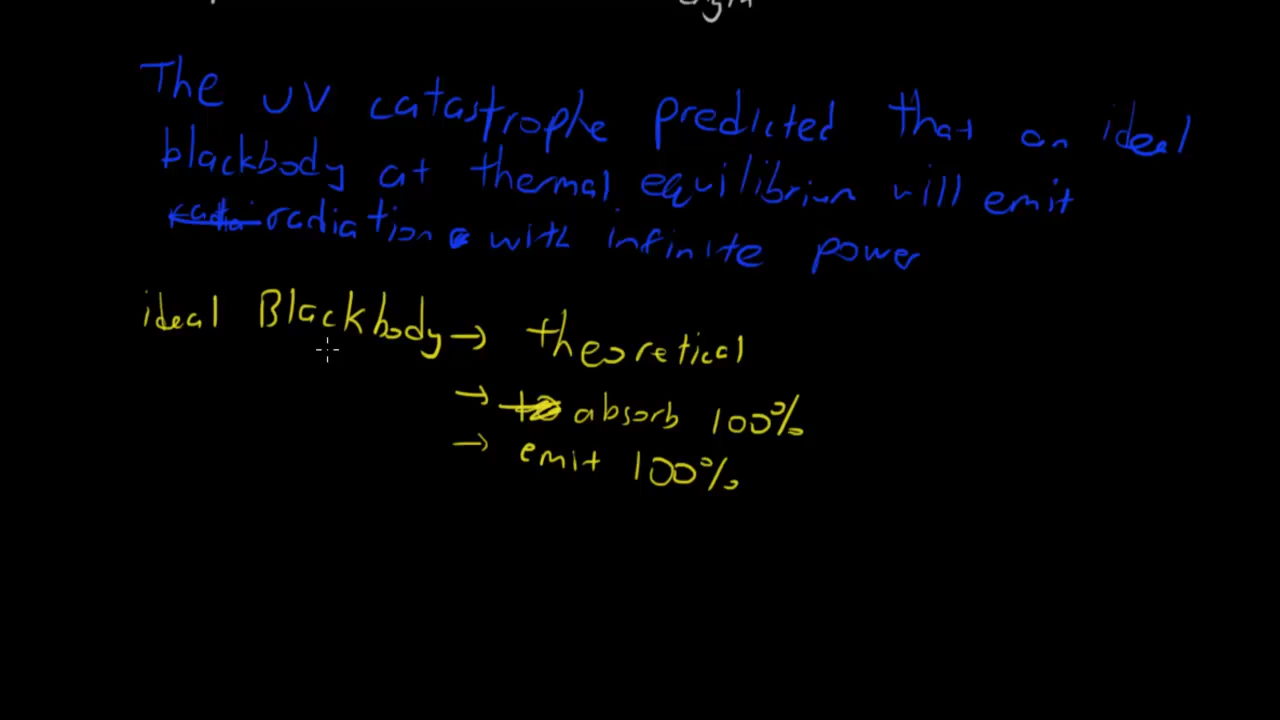 The UV catastrophe predicted that an ideal
blackbody at thermal equilibrium will emit
radiation with infinite power
ideal Blackbody → theoretical
→ absorb 100%
→ emit 100%